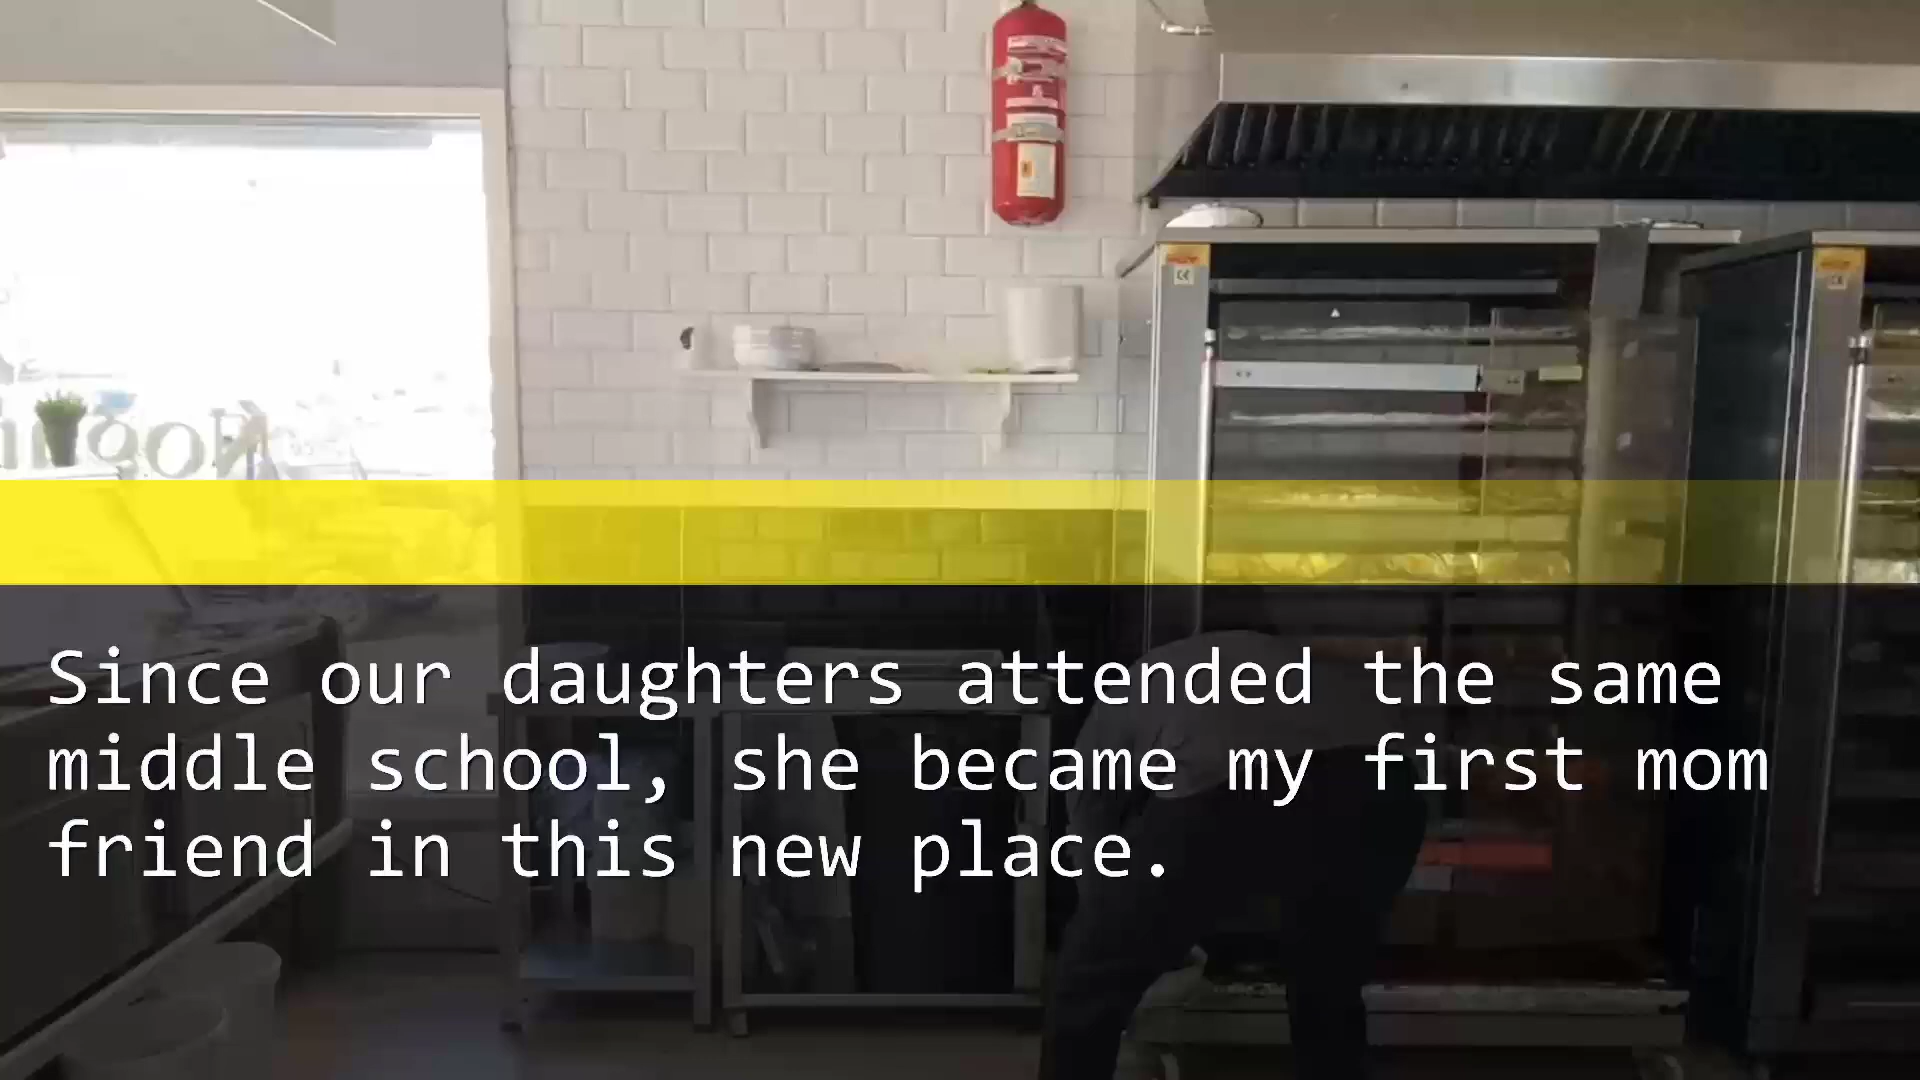 Since our daughters attended the same
middle school, she became my first mom
friend in this new place.